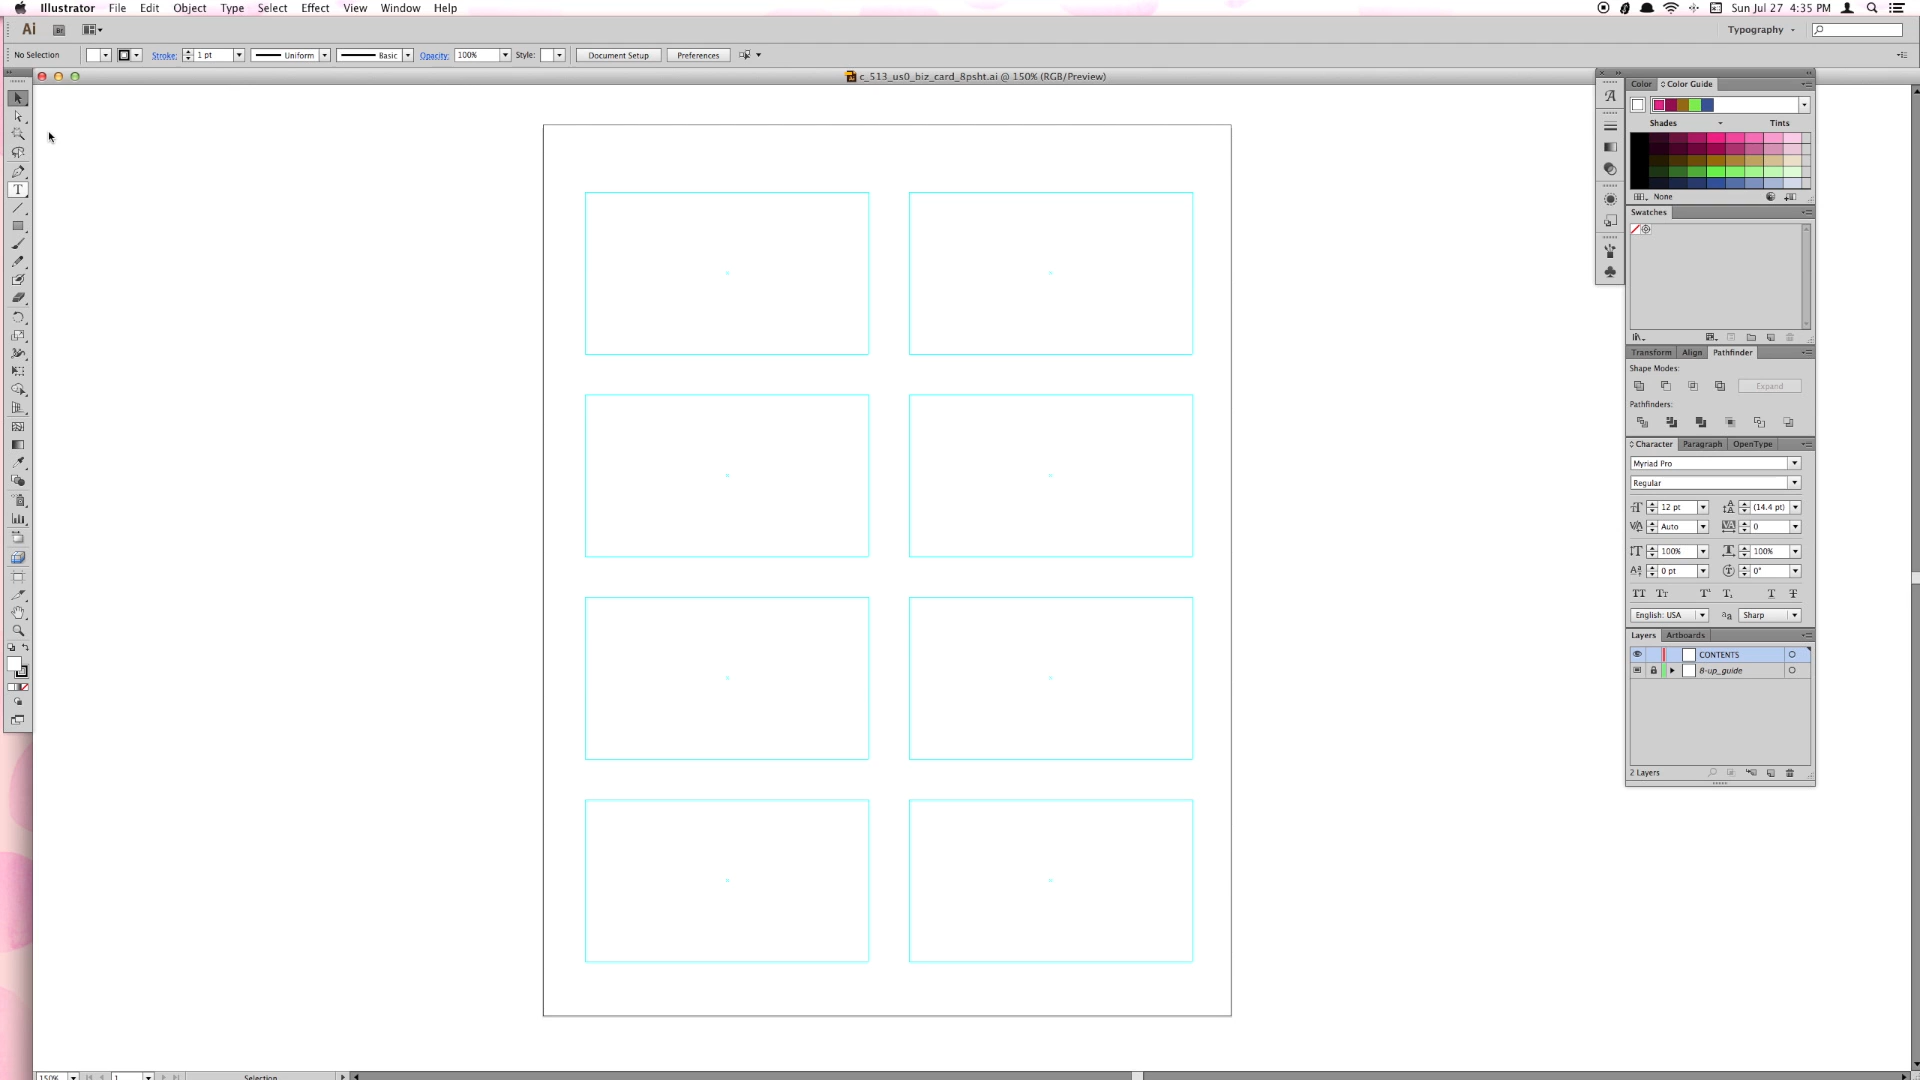 Illustrator File Edit Object Type Select Effect View Window Help Sun Jul 27 4:35 PM
Ai Br Typography
No Selection Stroke: 1 pt Uniform Basic Opacity: 100% Style: Document Setup Preferences
c_513_us0_biz_card_8psht.ai @ 150% (RGB/Preview)
Color Color Guide
Shades Tints
None
Swatches
Transform Align Pathfinder
Shape Modes:
Expand
Pathfinders:
Character Paragraph OpenType
Myriad Pro
Regular
12 pt (14.4 pt)
Auto 0
100% 100%
0 pt 0°
English: USA Sharp
Layers Artboards
CONTENTS
8-up_guide
2 Layers
150% 1 Selection